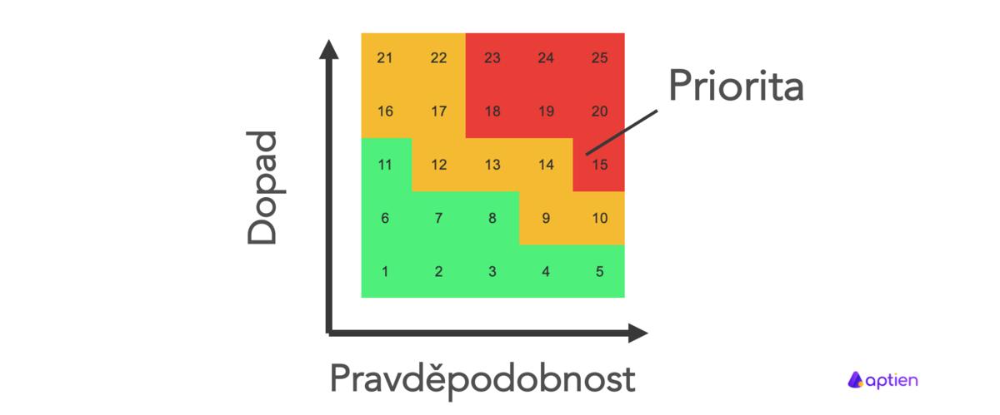 21 22 23 24 25
Priorita
16 17 18 19 20
11 12 13 14 15
Dopad
6 7 8 9 10
1 2 3 4 5
Pravděpodobnost
aptien